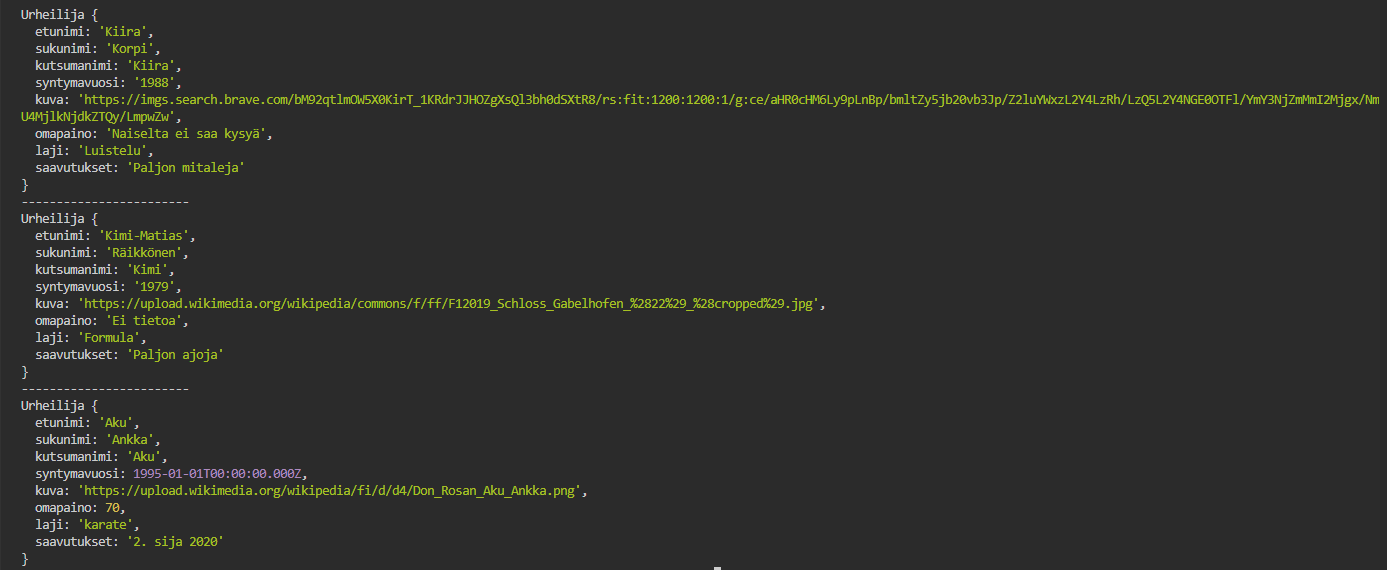 Urheilija {
  etunimi: 'Kiira',
  sukunimi: 'Korpi',
  kutsumanimi: 'Kiira',
  syntymavuosi: '1988',
  kuva: 'https://imgs.search.brave.com/bM92qtlmOW5X0KirT_1KRdrJJHOZgXsQl3bh0dSXtR8/rs:fit:1200:1200:1/g:ce/aHR0cHM6Ly9pLnBp/bmltZy5jb20vb3Jp/Z2luYWxzL2Y4LzRh/LzQ5L2Y4NGE0OTFl/YmY3NjZmMmI2Mjgx/Nm
U4MjlkNjdkZTQy/LmpwZw',
  omapaino: 'Naiselta ei saa kysyä',
  laji: 'Luistelu',
  saavutukset: 'Paljon mitaleja'
}
------------------------
Urheilija {
  etunimi: 'Kimi-Matias',
  sukunimi: 'Räikkönen',
  kutsumanimi: 'Kimi',
  syntymavuosi: '1979',
  kuva: 'https://upload.wikimedia.org/wikipedia/commons/f/ff/F12019_Schloss_Gabelhofen_%2822%29_%28cropped%29.jpg',
  omapaino: 'Ei tietoa',
  laji: 'Formula',
  saavutukset: 'Paljon ajoja'
}
------------------------
Urheilija {
  etunimi: 'Aku',
  sukunimi: 'Ankka',
  kutsumanimi: 'Aku',
  syntymavuosi: 1995-01-01T00:00:00.000Z,
  kuva: 'https://upload.wikimedia.org/wikipedia/fi/d/d4/Don_Rosan_Aku_Ankka.png',
  omapaino: 70,
  laji: 'karate',
  saavutukset: '2. sija 2020'
}